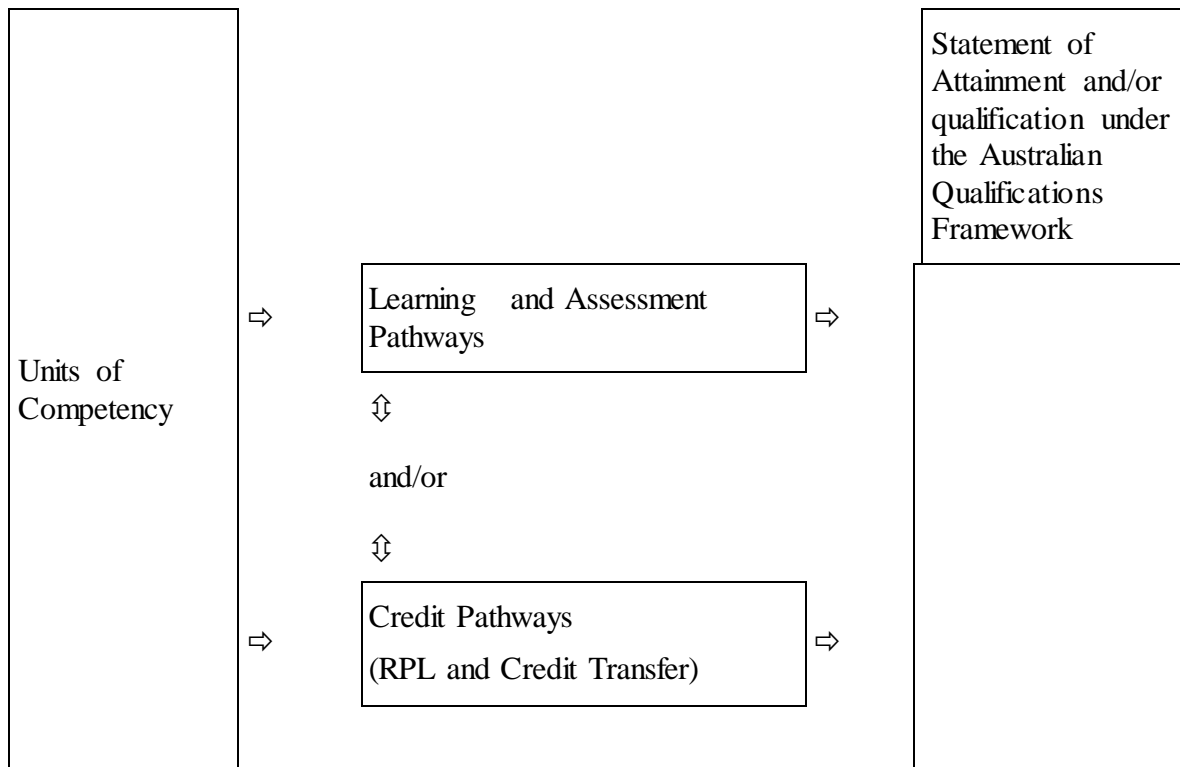 Statement of
Attainment and/or
qualification under
the Australian
Qualifications
Framework
Units of
Competency
⇨
Learning and Assessment
Pathways
⇨
⇳
and/or
⇳
⇨
Credit Pathways
(RPL and Credit Transfer)
⇨